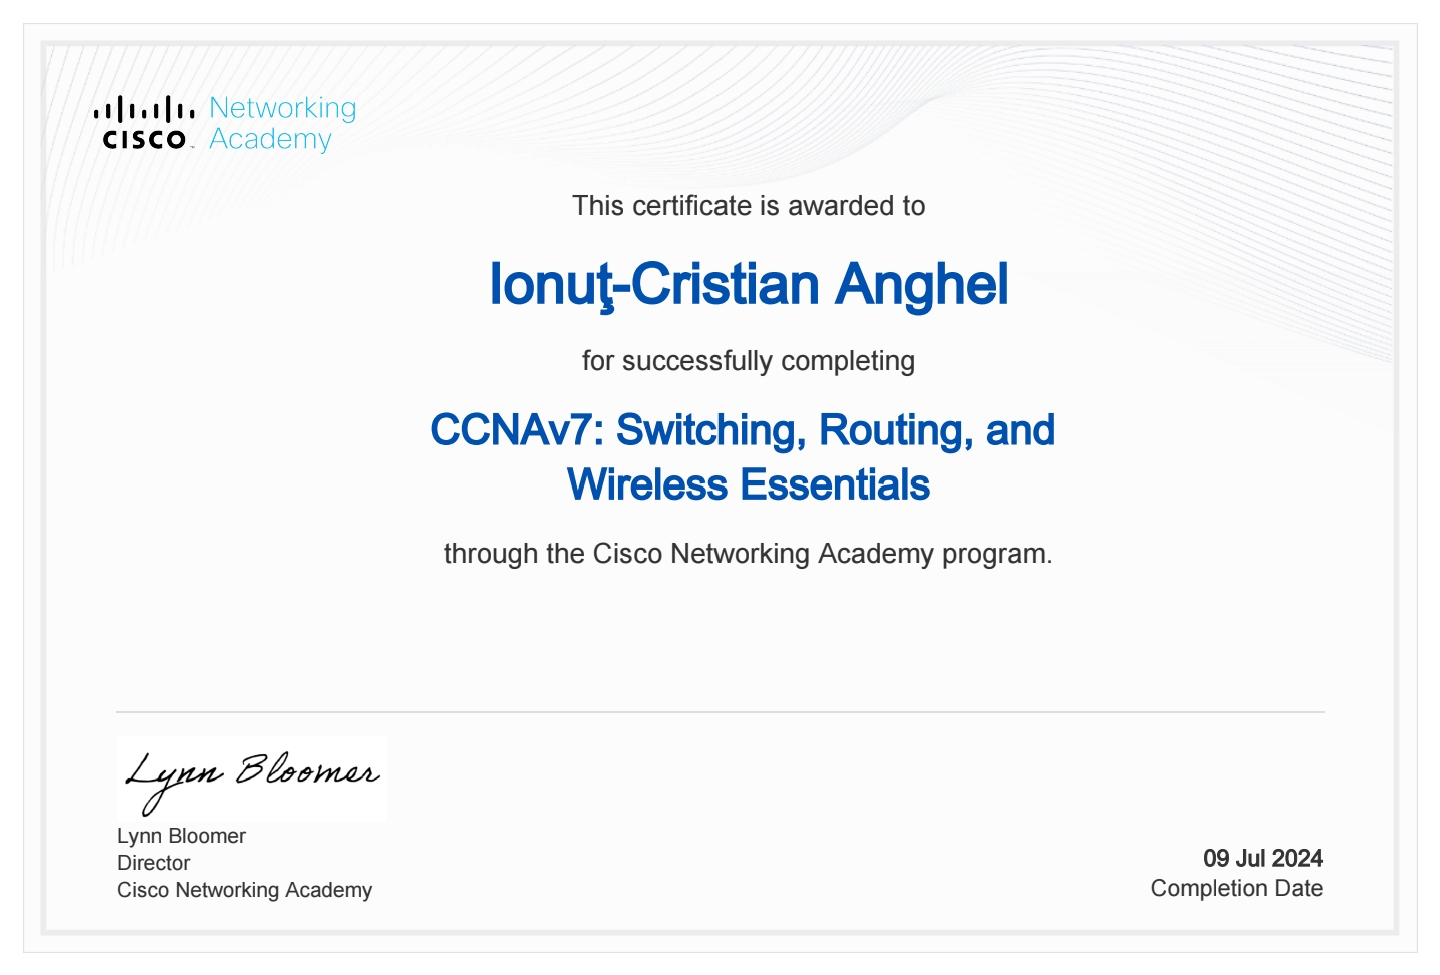 Networking
CISCO Academy
This certificate is awarded to
Ionuţ-Cristian Anghel
for successfully completing
CCNAv7: Switching, Routing, and
Wireless Essentials
through the Cisco Networking Academy program.
Lynn Bloomer
Lynn Bloomer
Director
Cisco Networking Academy
09 Jul 2024
Completion Date